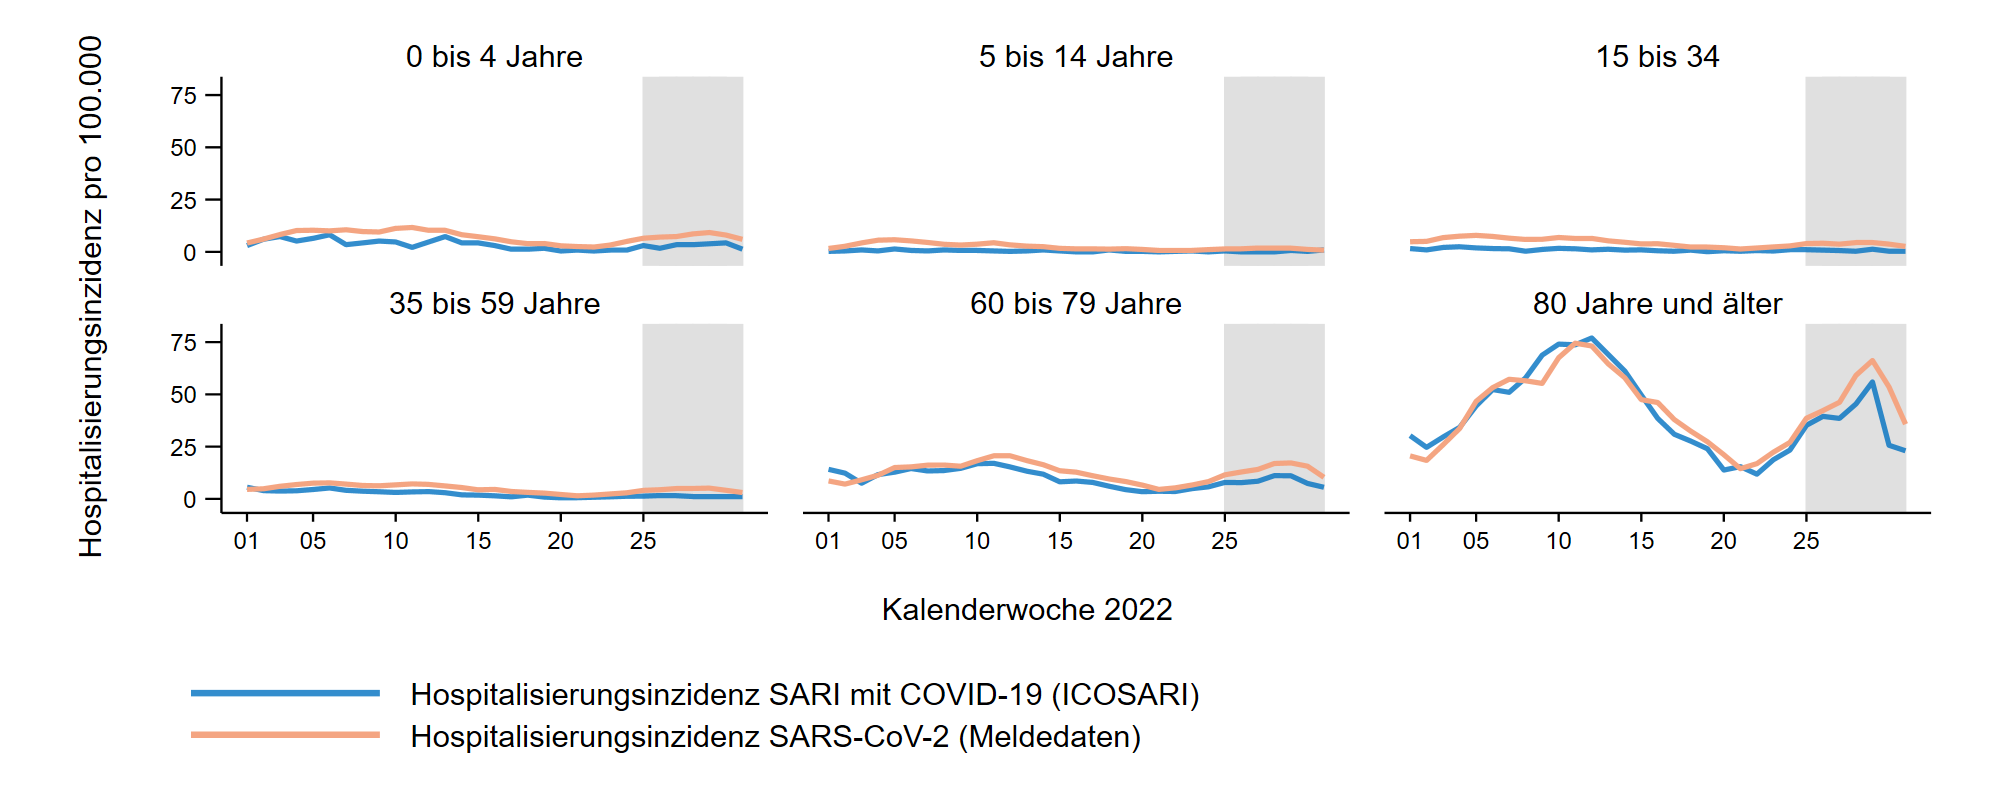 Hospitalisierungsinzidenz pro 100.000
0 bis 4 Jahre
5 bis 14 Jahre
15 bis 34
75
50
25
0
35 bis 59 Jahre
60 bis 79 Jahre
80 Jahre und älter
75
50
25
0
01 05 10 15 20 25
01 05 10 15 20 25
01 05 10 15 20 25
Kalenderwoche 2022
Hospitalisierungsinzidenz SARI mit COVID-19 (ICOSARI)
Hospitalisierungsinzidenz SARS-CoV-2 (Meldedaten)